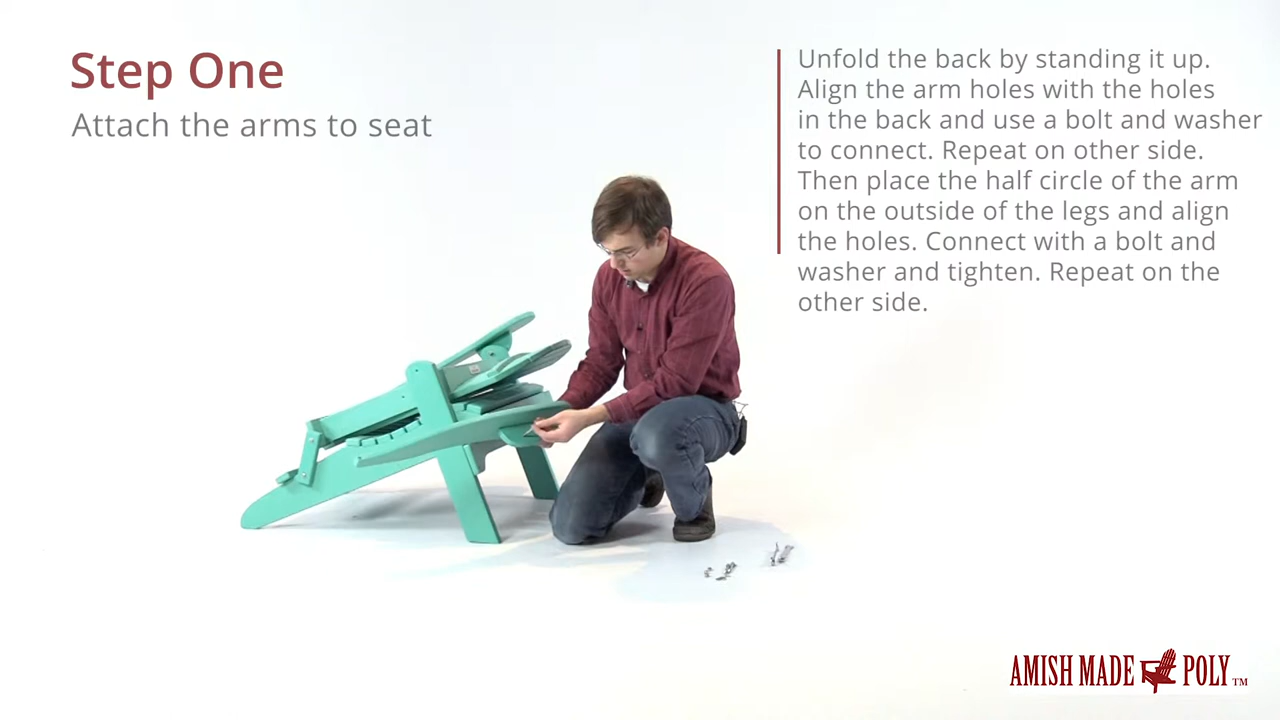 Step One
Attach the arms to seat
Unfold the back by standing it up.
Align the arm holes with the holes
in the back and use a bolt and washer
to connect. Repeat on other side.
Then place the half circle of the arm
on the outside of the legs and align
the holes. Connect with a bolt and
washer and tighten. Repeat on the
other side.
AMISH MADE POLY TM